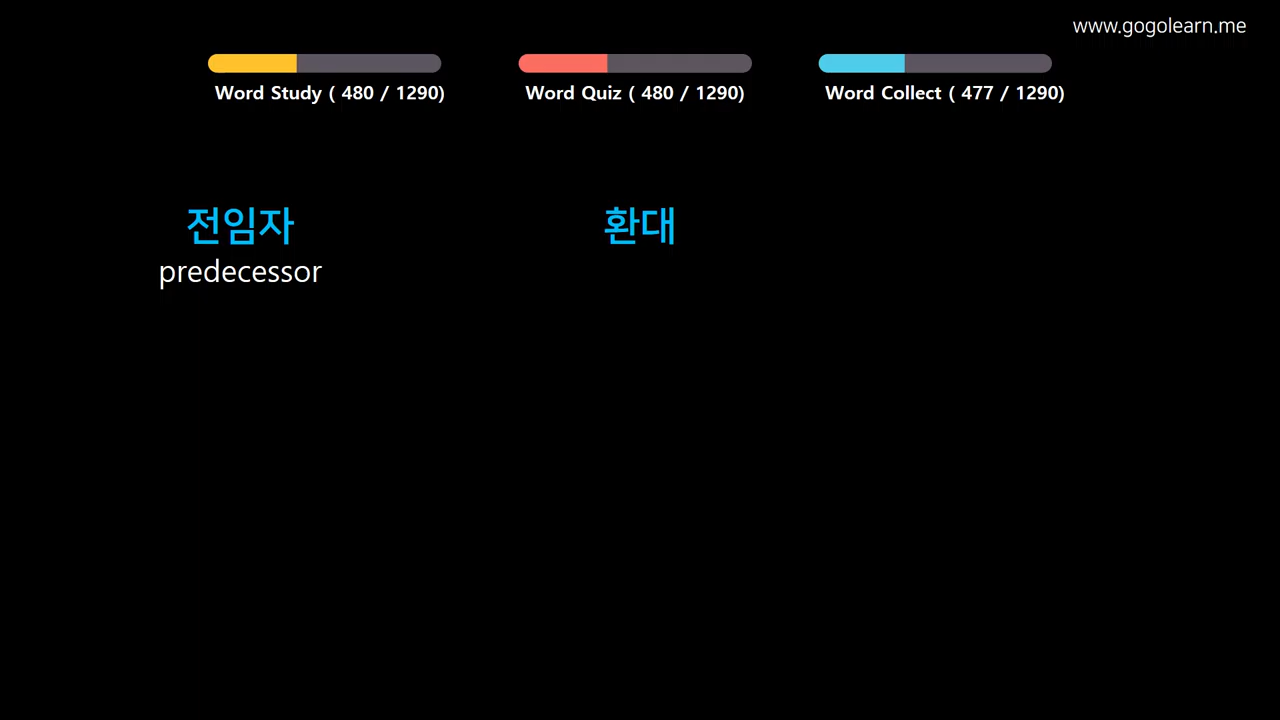 www.gogolearn.me
Word Study ( 480 / 1290)
Word Quiz ( 480 / 1290)
Word Collect ( 477 / 1290)
전임자
predecessor
환대